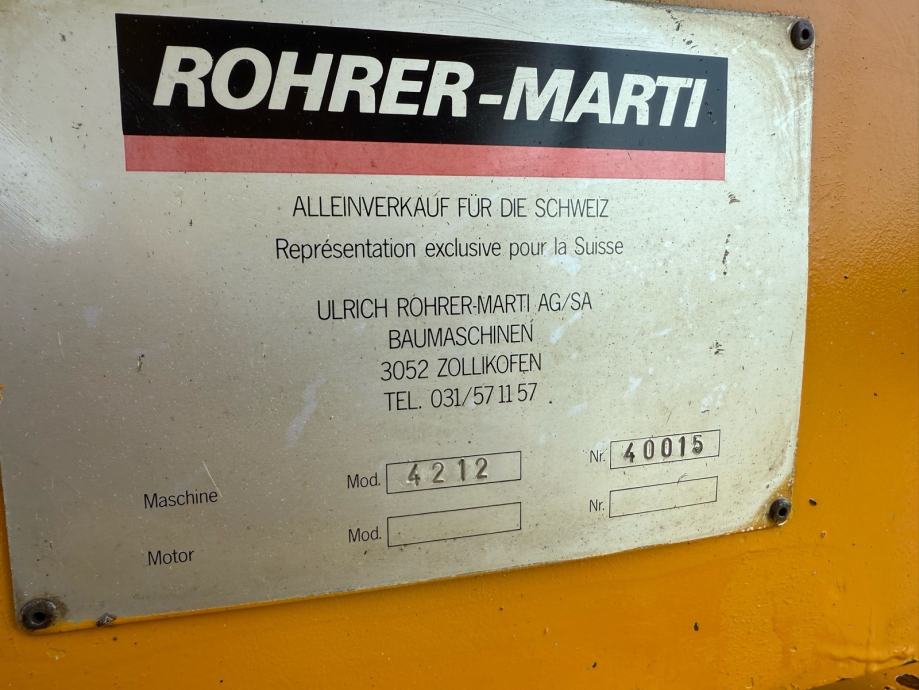 ROHRER-MARTI
ALLEINVERKAUF FÜR DIE SCHWEIZ
Représentation exclusive pour la Suisse
ULRICH ROHRER-MARTI AG/SA
BAUMASCHINEN
3052 ZOLLIKOFEN
TEL. 031/57 11 57
Maschine Mod. 4212 Nr. 40015
Motor Mod. Nr.